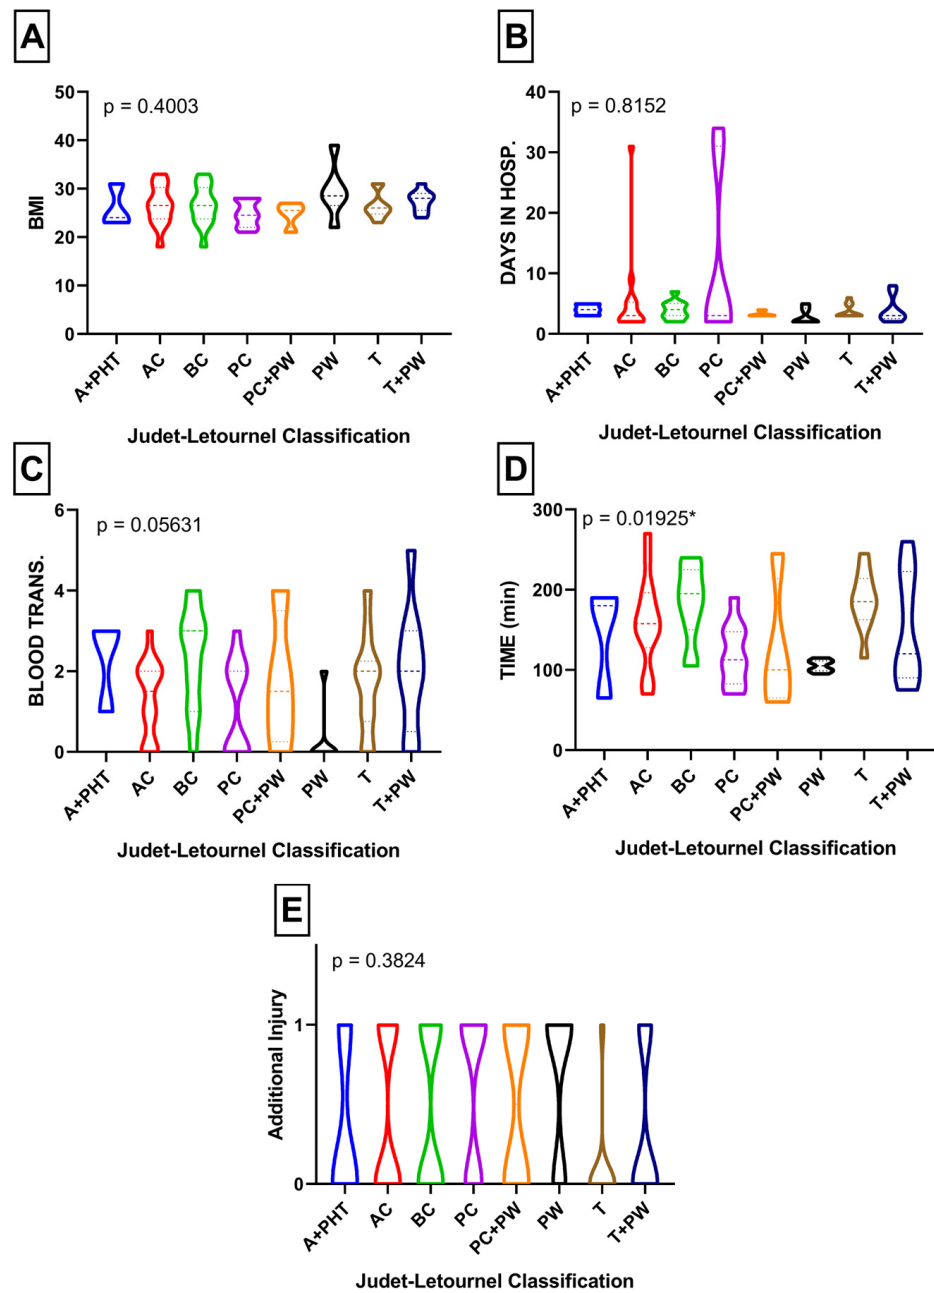 A
p = 0.4003
BMI
50
40
30
20
10
0
A+PHT
AC
BC
PC
PC+PW
PW
T
T+PW
Judet-Letournel Classification
B
p = 0.8152
DAYS IN HOSP.
40
30
20
10
0
A+PHT
AC
BC
PC
PC+PW
PW
T
T+PW
Judet-Letournel Classification
C
p = 0.05631
BLOOD TRANS.
6
4
2
0
A+PHT
AC
BC
PC
PC+PW
PW
T
T+PW
Judet-Letournel Classification
D
p = 0.01925*
TIME (min)
300
200
100
0
A+PHT
AC
BC
PC
PC+PW
PW
T
T+PW
Judet-Letournel Classification
E
p = 0.3824
Additional Injury
1
0
A+PHT
AC
BC
PC
PC+PW
PW
T
T+PW
Judet-Letournel Classification